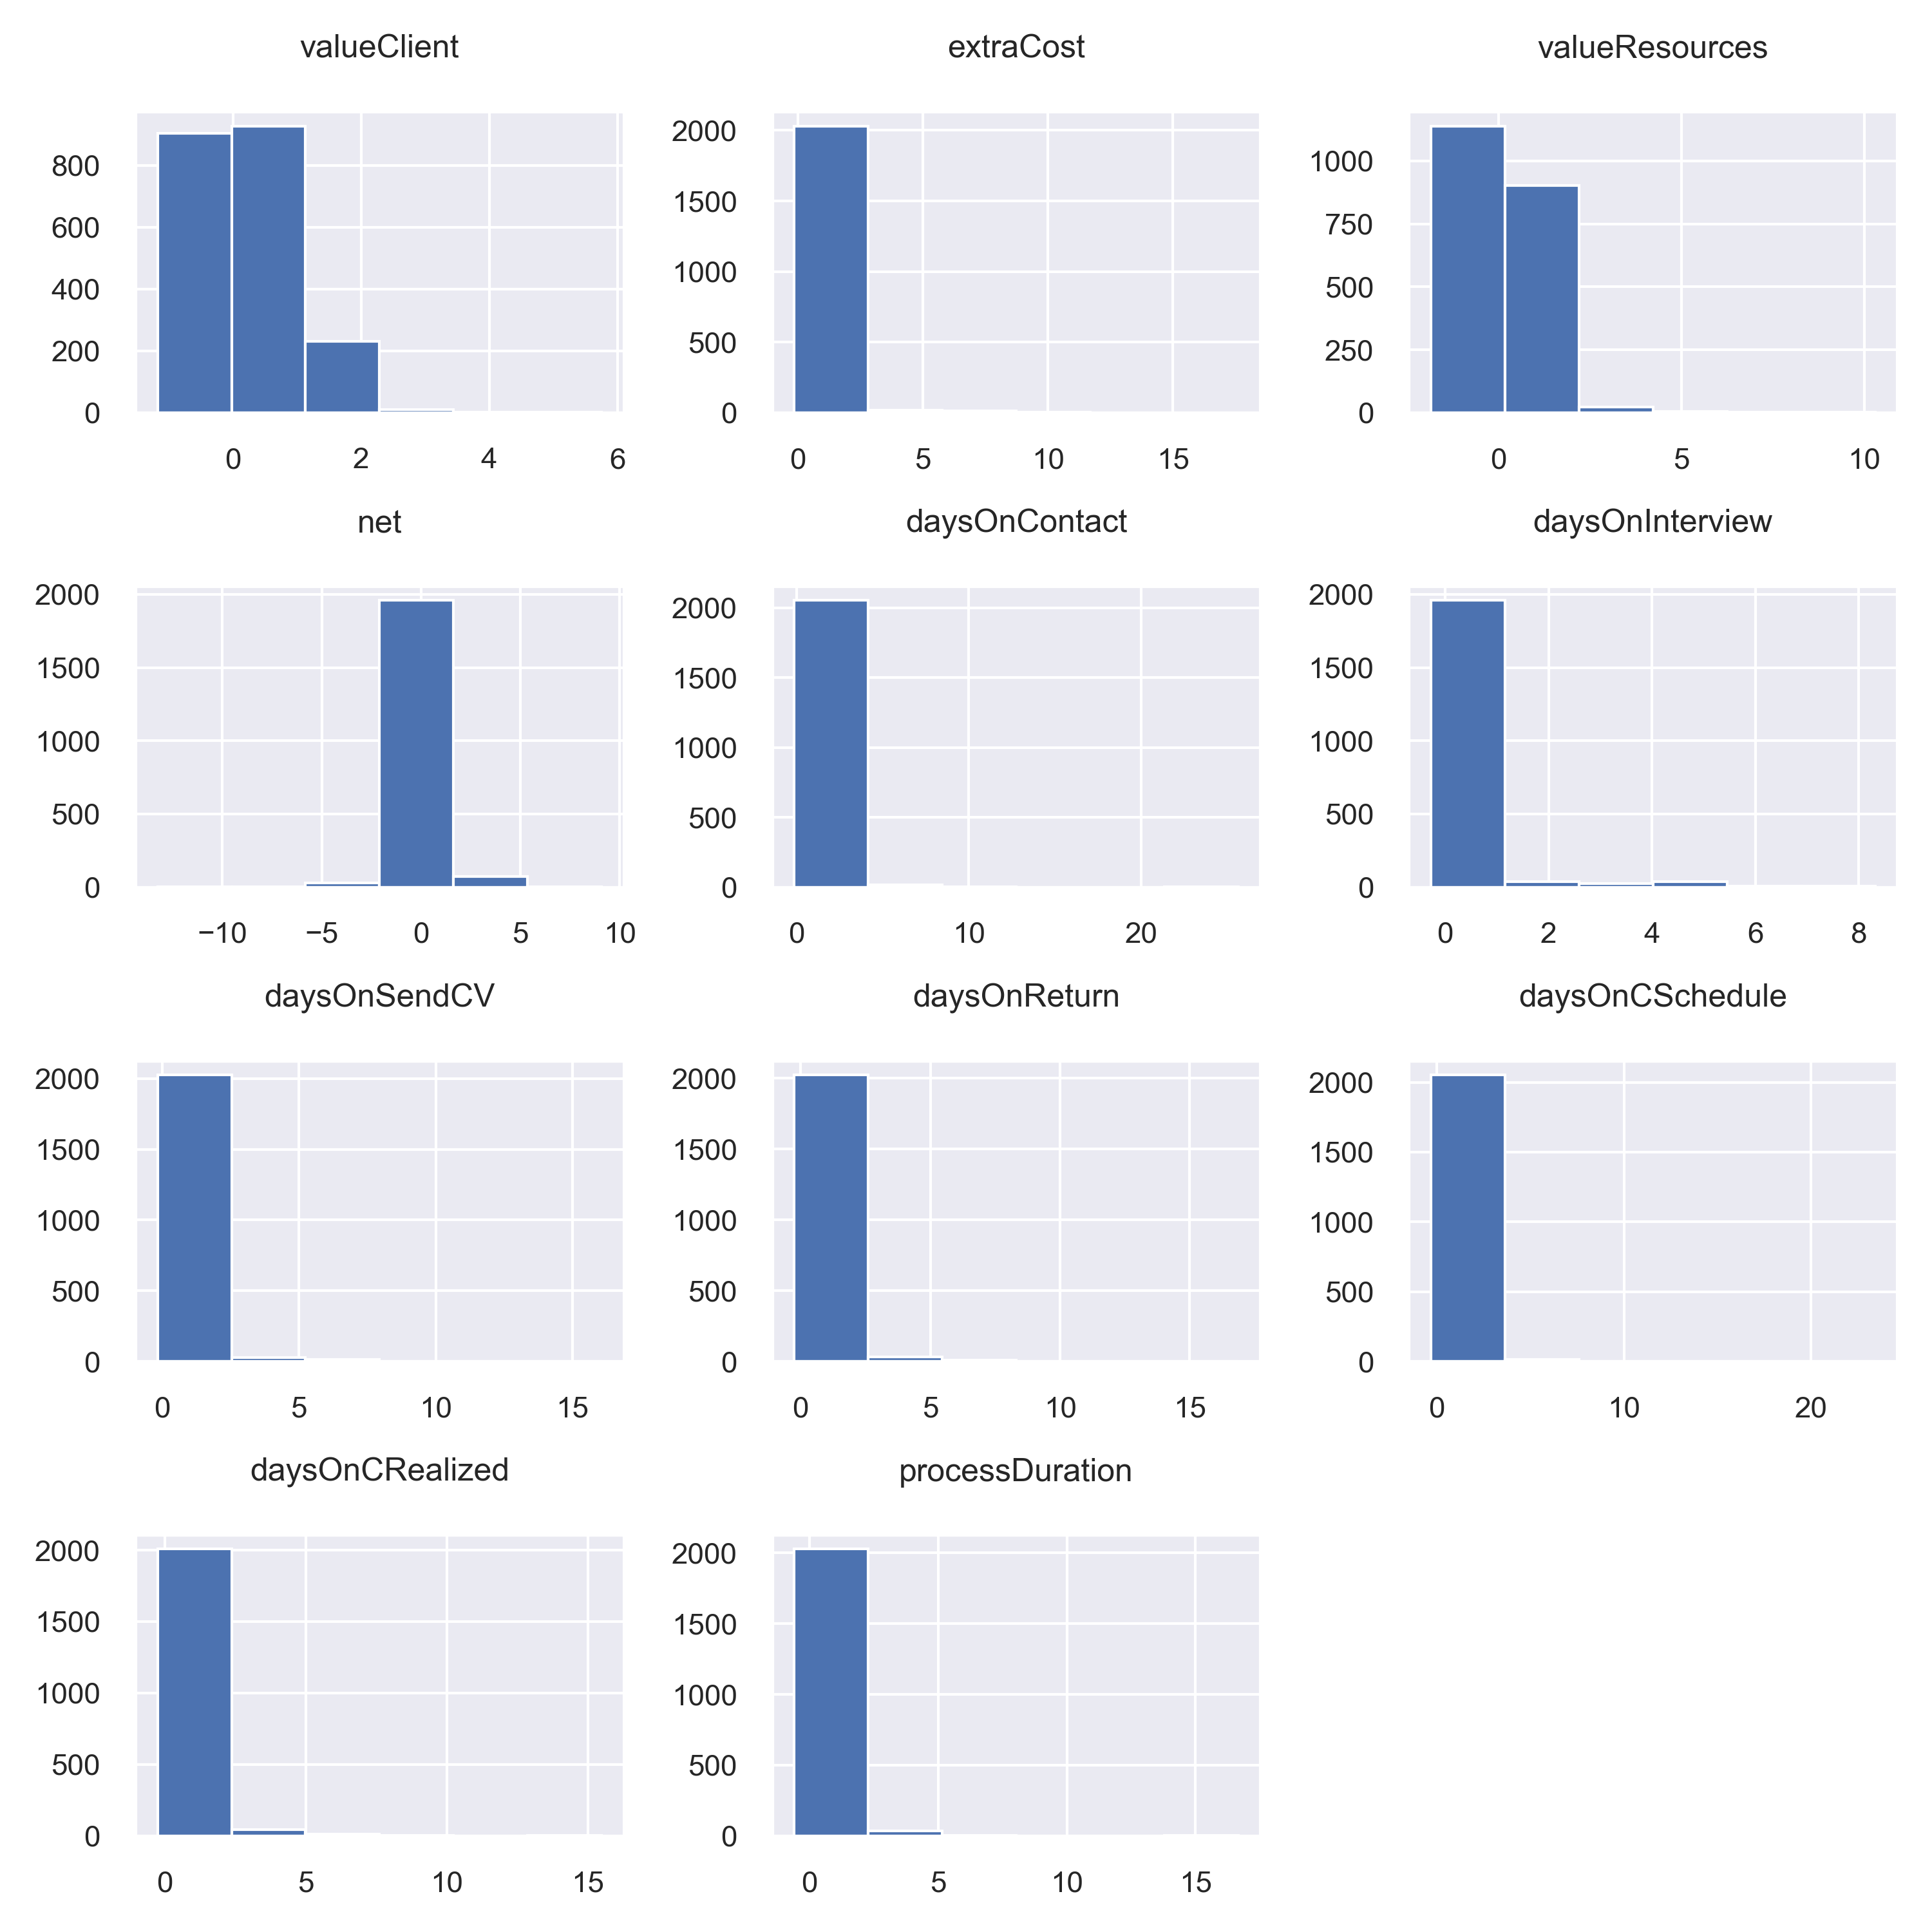 valueClient extraCost valueResources
800 2000 1000
600 1500 750
400 1000 500
200 500 250
0 0 0
0 2 4 6 0 5 10 15 0 5 10
net daysOnContact daysOnInterview
2000 2000 2000
1500 1500 1500
1000 1000 1000
500 500 500
0 0 0
−10 −5 0 5 10 0 10 20 0 2 4 6 8
daysOnSendCV daysOnReturn daysOnCSchedule
2000 2000 2000
1500 1500 1500
1000 1000 1000
500 500 500
0 0 0
0 5 10 15 0 5 10 15 0 10 20
daysOnCRealized processDuration
2000 2000
1500 1500
1000 1000
500 500
0 0
0 5 10 15 0 5 10 15